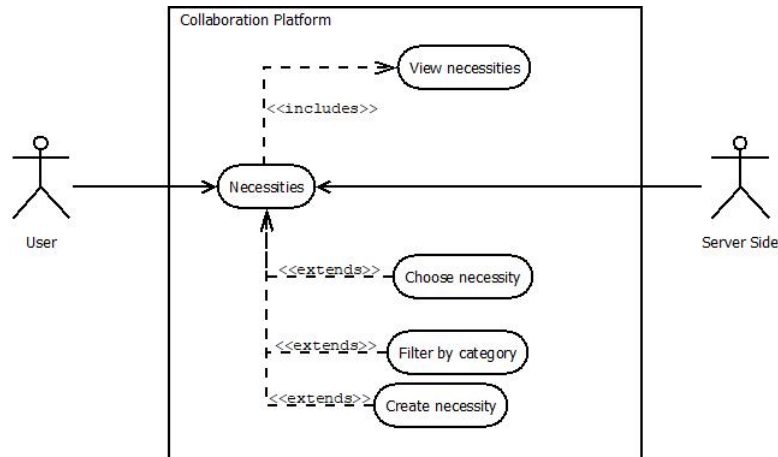 Collaboration Platform
View necessities
<<includes>>
Necessities
User
Server Side
<<extends>>
Choose necessity
<<extends>>
Filter by category
<<extends>>
Create necessity